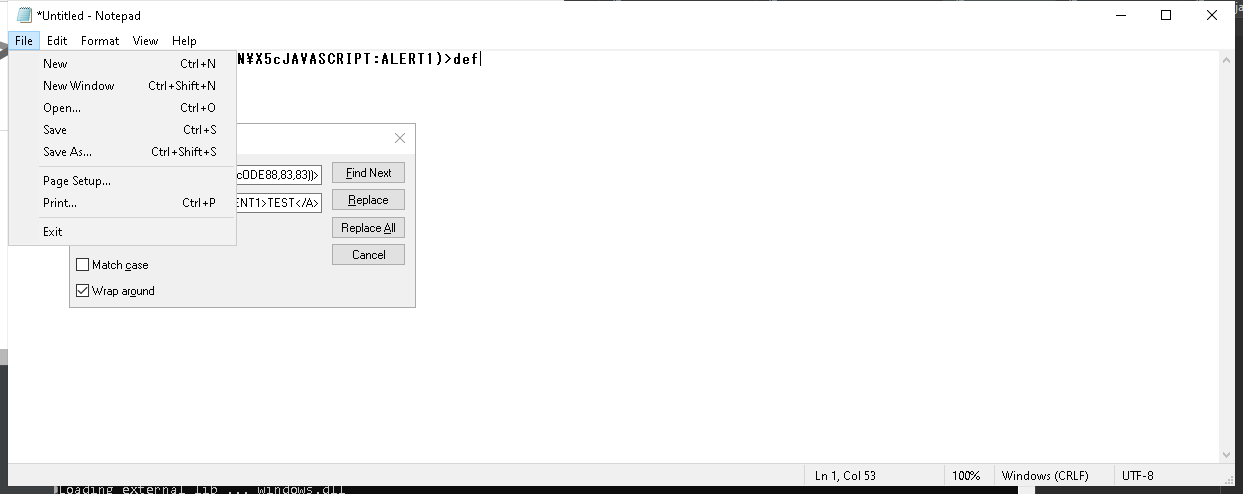 *Untitled - Notepad
File Edit Format View Help
N¥X5cJAVASCRIPT:ALERT1)>def
New Ctrl+N
New Window Ctrl+Shift+N
Open... Ctrl+O
Save Ctrl+S
Save As... Ctrl+Shift+S
Page Setup...
Print... Ctrl+P
Exit
cODE88,83,83))> Find Next
ENT1>TEST</A> Replace
Replace All
Cancel
Match case
Wrap around
Ln 1, Col 53 100% Windows (CRLF) UTF-8
Loading external lib ... windows.dll